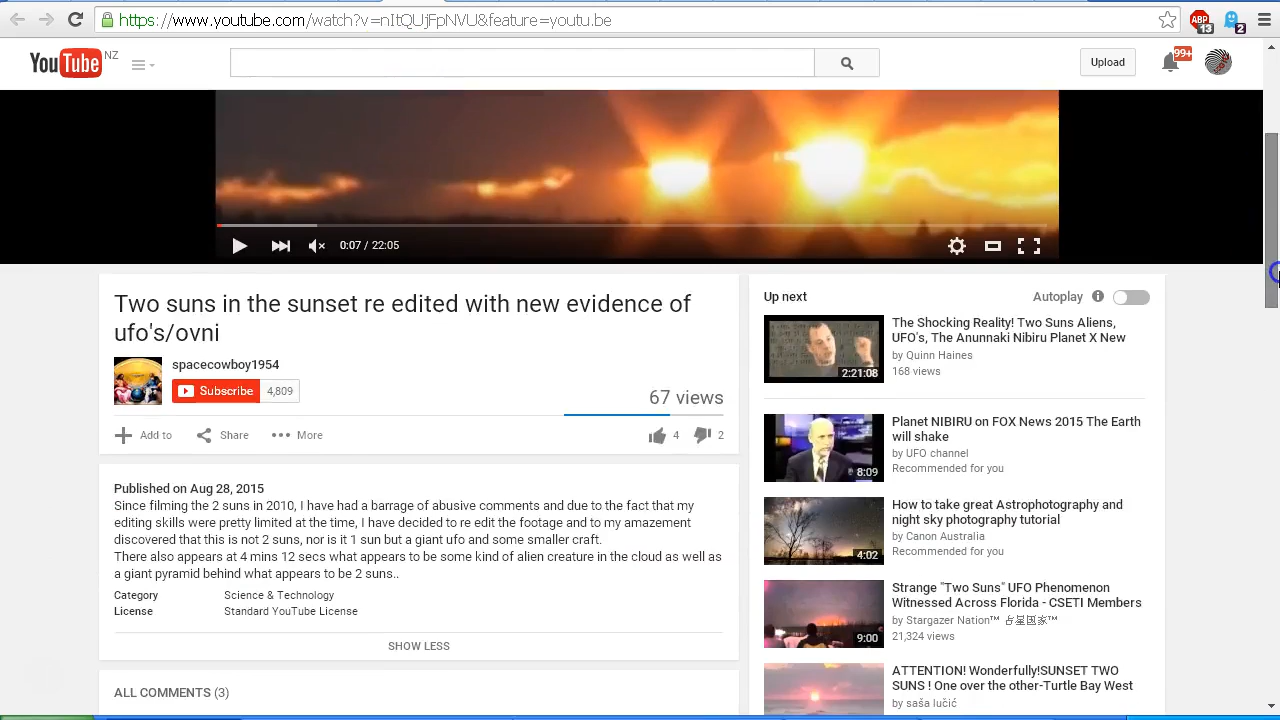 https://www.youtube.com/watch?v=nItQUjFpNVU&feature=youtu.be
13
2
YouTube NZ
Upload
99+
0:07 / 22:05
Two suns in the sunset re edited with new evidence of
ufo's/ovni
spacecowboy1954
Subscribe
4,809
67 views
Add to
Share
More
4
2
Published on Aug 28, 2015
Since filming the 2 suns in 2010, I have had a barrage of abusive comments and due to the fact that my
editing skills were pretty limited at the time, I have decided to re edit the footage and to my amazement
discovered that this is not 2 suns, nor is it 1 sun but a giant ufo and some smaller craft.
There also appears at 4 mins 12 secs what appears to be some kind of alien creature in the cloud as well as
a giant pyramid behind what appears to be 2 suns..
Category Science & Technology
License Standard YouTube License
SHOW LESS
ALL COMMENTS (3)
Up next
Autoplay
The Shocking Reality! Two Suns Aliens,
UFO's, The Anunnaki Nibiru Planet X New
by Quinn Haines
168 views
2:21:08
Planet NIBIRU on FOX News 2015 The Earth
will shake
by UFO channel
Recommended for you
8:09
How to take great Astrophotography and
night sky photography tutorial
by Canon Australia
Recommended for you
4:02
Strange "Two Suns" UFO Phenomenon
Witnessed Across Florida - CSETI Members
by Stargazer Nation™ 占星国家™
21,324 views
9:00
ATTENTION! Wonderfully!SUNSET TWO
SUNS ! One over the other-Turtle Bay West
by saša lučić